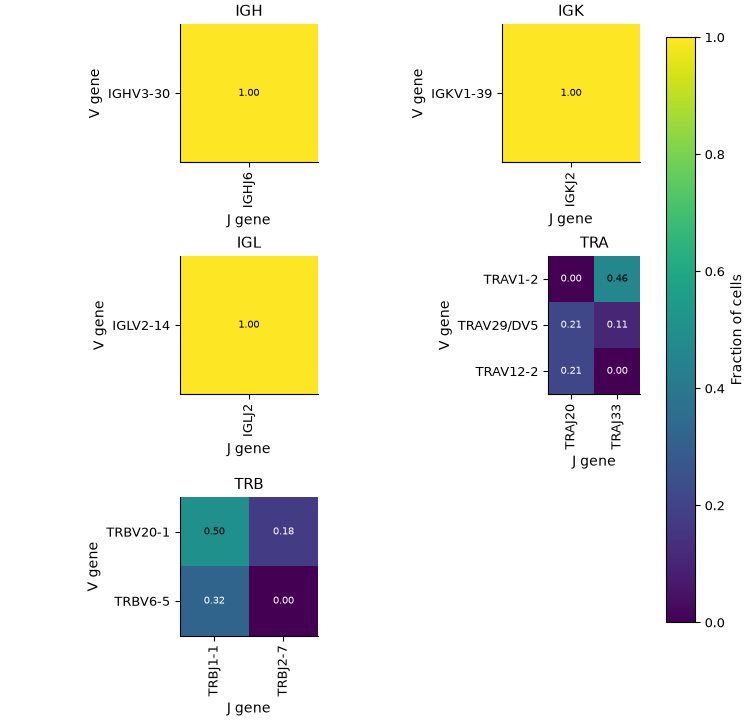 IGH
V gene
IGHV3-30
1.00
IGHJ6
J gene
IGK
V gene
IGKV1-39
1.00
IGKJ2
J gene
IGL
V gene
IGLV2-14
1.00
IGLJ2
J gene
TRA
V gene
TRAV1-2
0.00 0.46
TRAV29/DV5
0.21 0.11
TRAV12-2
0.21 0.00
TRAJ20
TRAJ33
J gene
TRB
V gene
TRBV20-1
0.50 0.18
TRBV6-5
0.32 0.00
TRBJ1-1
TRBJ2-7
J gene
1.0
0.8
0.6
0.4
0.2
0.0
Fraction of cells